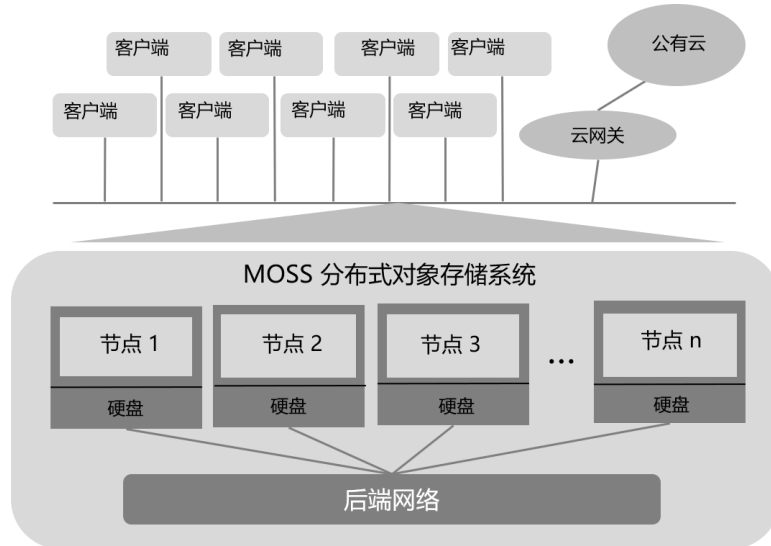 公有云
客户端
客户端
客户端
客户端
客户端
客户端
客户端
客户端
云网关
MOSS 分布式对象存储系统
节点 1
节点 2
节点 3
...
节点 n
硬盘
硬盘
硬盘
硬盘
后端网络